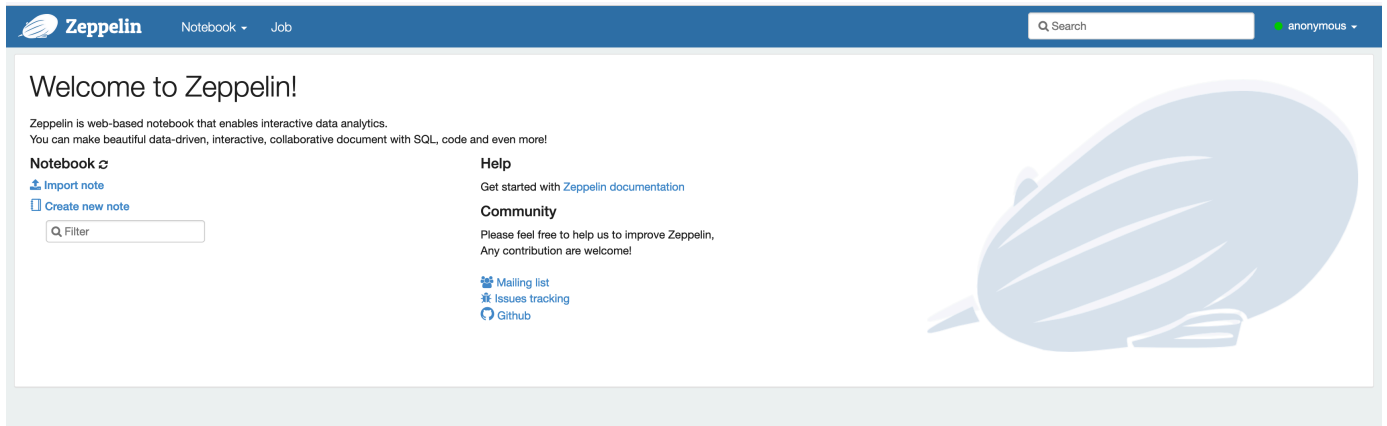 Zeppelin Notebook Job Search anonymous
Welcome to Zeppelin!
Zeppelin is web-based notebook that enables interactive data analytics.
You can make beautiful data-driven, interactive, collaborative document with SQL, code and even more!
Notebook
Import note
Create new note
Filter
Help
Get started with Zeppelin documentation
Community
Please feel free to help us to improve Zeppelin,
Any contribution are welcome!
Mailing list
Issues tracking
Github